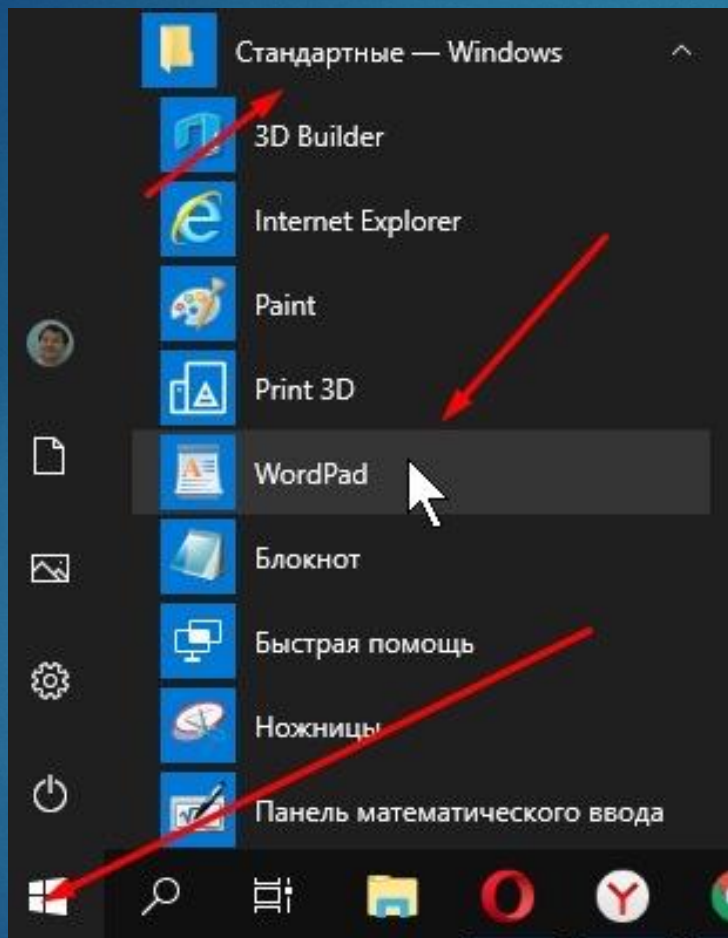 Стандартные — Windows
3D Builder
Internet Explorer
Paint
Print 3D
WordPad
Блокнот
Быстрая помощь
Ножницы
Панель математического ввода